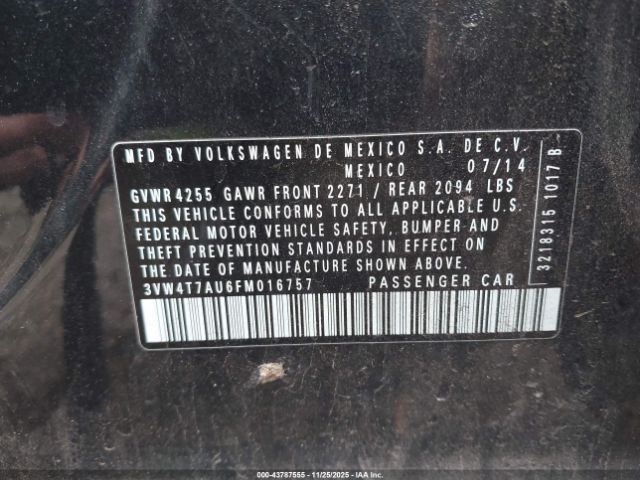 MFD BY VOLKSWAGEN DE MEXICO S.A. DE C.V.
MEXICO 07/14
GVWR 4255 GAWR FRONT 2271 / REAR 2094 LBS
THIS VEHICLE CONFORMS TO ALL APPLICABLE U.S.
FEDERAL MOTOR VEHICLE SAFETY, BUMPER AND
THEFT PREVENTION STANDARDS IN EFFECT ON
THE DATE OF MANUFACTURE SHOWN ABOVE.
3VW4T7AU6FM016757 PASSENGER CAR
3218315 1017 B
000-43787555 - 11/25/2025 - IAAI Inc.